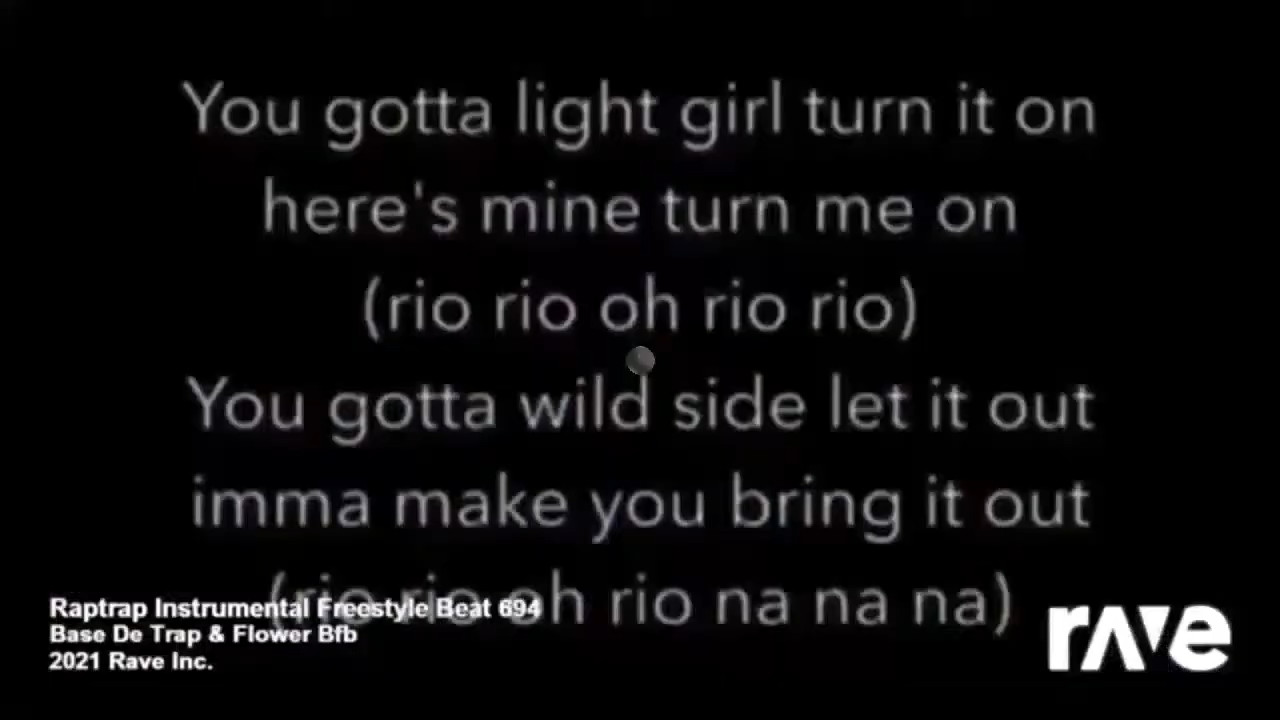 You gotta light girl turn it on
here's mine turn me on
(rio rio oh rio rio)
You gotta wild side let it out
imma make you bring it out
(rio rio oh rio na na na)
Raptrap Instrumental Freestyle Beat 694
Base De Trap & Flower Bfb
2021 Rave Inc.
rave